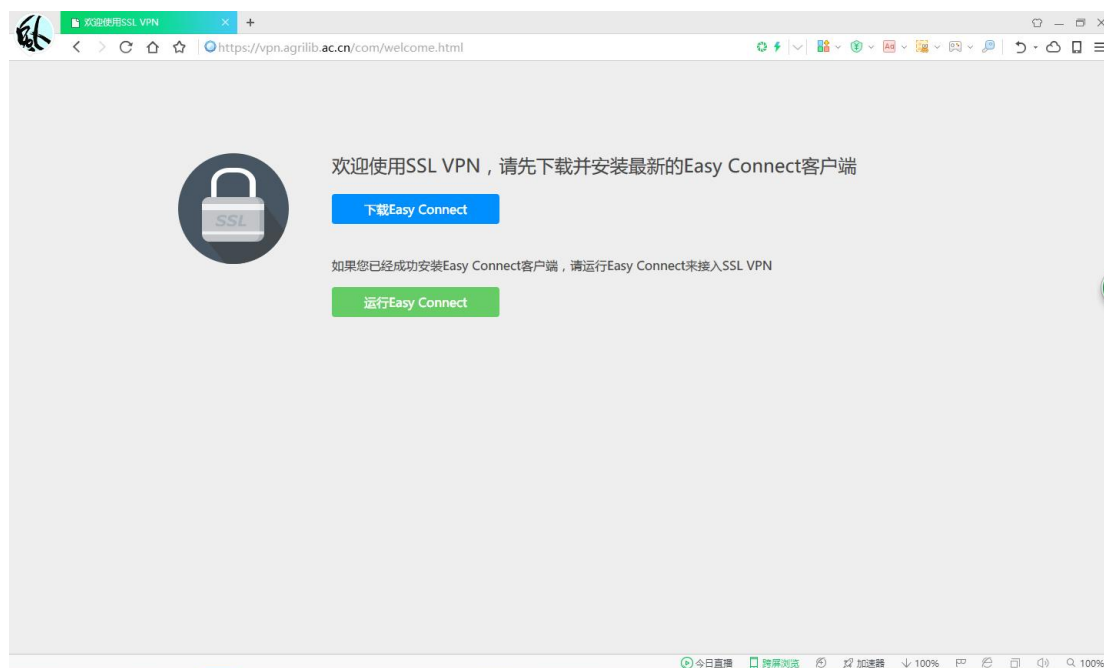 欢迎使用SSL VPN
https://vpn.agrilib.ac.cn/com/welcome.html
欢迎使用SSL VPN，请先下载并安装最新的Easy Connect客户端
下载Easy Connect
SSL
如果您已经成功安装Easy Connect客户端，请运行Easy Connect来接入SSL VPN
运行Easy Connect
今日直播 跨屏浏览 加速器 100% 100%